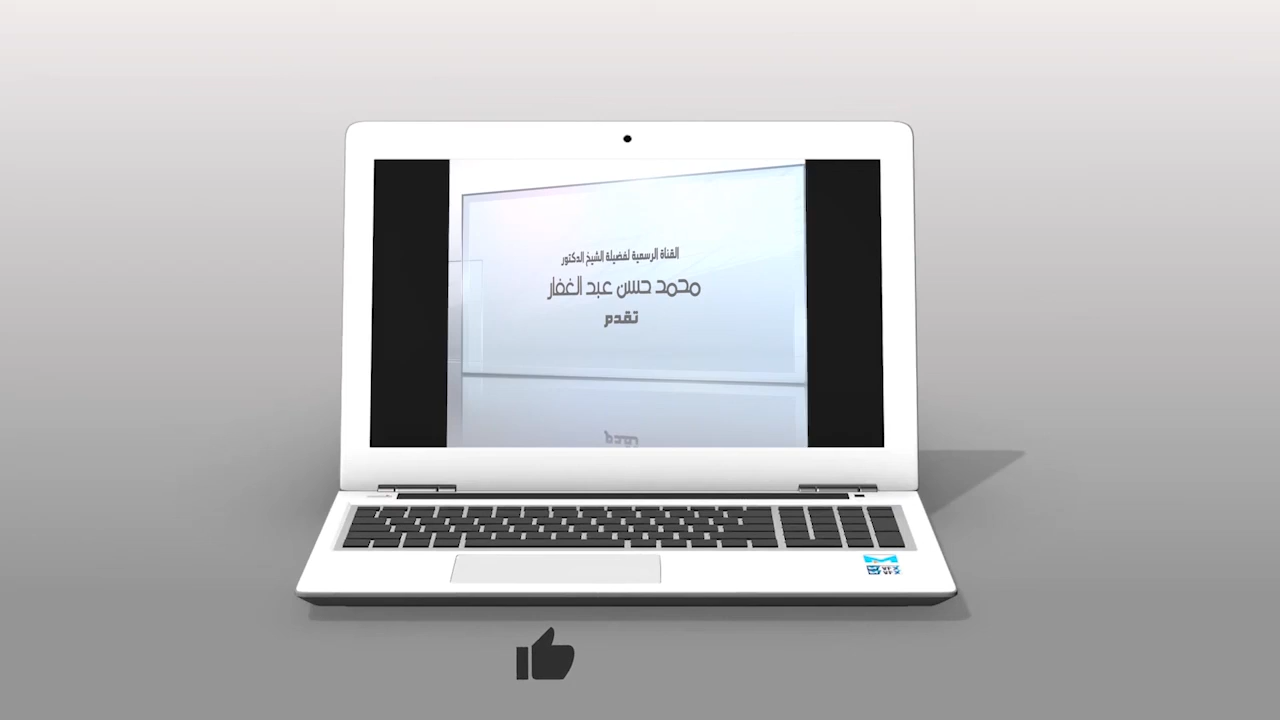 القناة الرسمية لفضيلة الشيخ الدكتور
محمد حسن عبد الغفار
تقدم